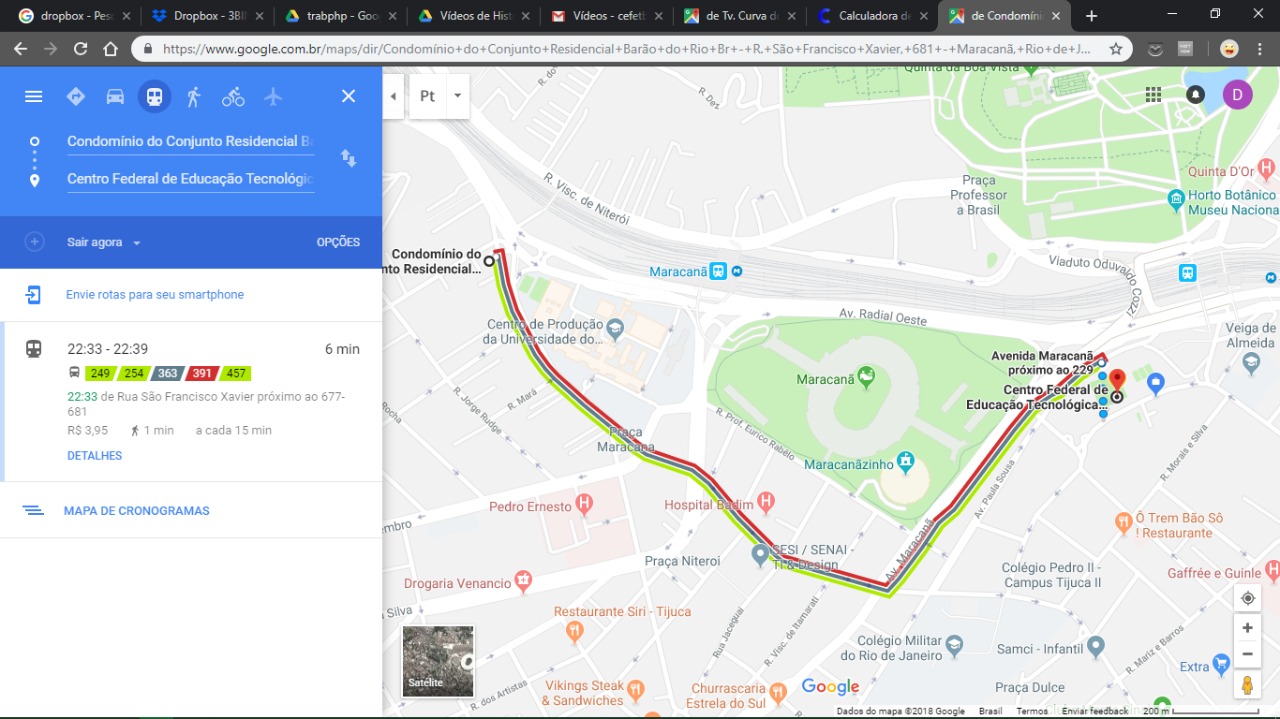 dropbox - Pesc
Dropbox - 3BII
trabphp - Goo
Vídeos de Hist
Vídeos - cefetb
de Tv. Curva da
Calculadora de
de Condomínio
https://www.google.com.br/maps/dir/Condomínio+do+Conjunto+Residencial+Barão+do+Rio+Br+-+R.+São+Francisco+Xavier,+681+-+Maracanã,+Rio+de+J...
Condomínio do Conjunto Residencial Ba
Centro Federal de Educação Tecnológic
Sair agora
OPÇÕES
Envie rotas para seu smartphone
22:33 - 22:39
6 min
249 254 363 391 457
22:33 de Rua São Francisco Xavier próximo ao 677-
681
R$ 3,95 1 min a cada 15 min
DETALHES
MAPA DE CRONOGRAMAS
Pt
D
Quinta da Boa Vista
Quinta D'Or
Horto Botânico
Museu Naciona
Praça
Professor
a Brasil
R. Visc. de Niterói
Condomínio do
nto Residencial...
Maracanã
Viaduto Oduvaldo Cozzi
Av. Radial Oeste
Centro de Produção
da Universidade do...
Veiga de
Almeida
Avenida Maracanã
próximo ao 229
Centro Federal de
Educação Tecnológica...
Maracanã
R. Mará
R. Jorge Rudge
Rocha
Praça
Maracanã
R. Prof. Eurico Rabêlo
Maracanãzinho
Av. Paula Sousa
R. Morais e Silva
Pedro Ernesto
Hospital Badim
Av. Maracanã
embro
Ô Trem Bão Sô
! Restaurante
SESI / SENAI -
TI & Design
Praça Niteroi
Colégio Pedro II -
Campus Tijuca II
Gaffrée e Guinle
Drogaria Venancio
Silva
Restaurante Siri - Tijuca
Rua Jaceguai
R. Visc. de Itamarati
Colégio Militar
do Rio de Janeiro
Samci - Infantil
R. Mariz e Barros
Extra
Satélite
R. dos Artistas
Vikings Steak
& Sandwiches
Churrascaria
Estrela do Sul
Google
Praça Dulce
Dados do mapa ©2018 Google Brasil Termos Enviar feedback 200 m